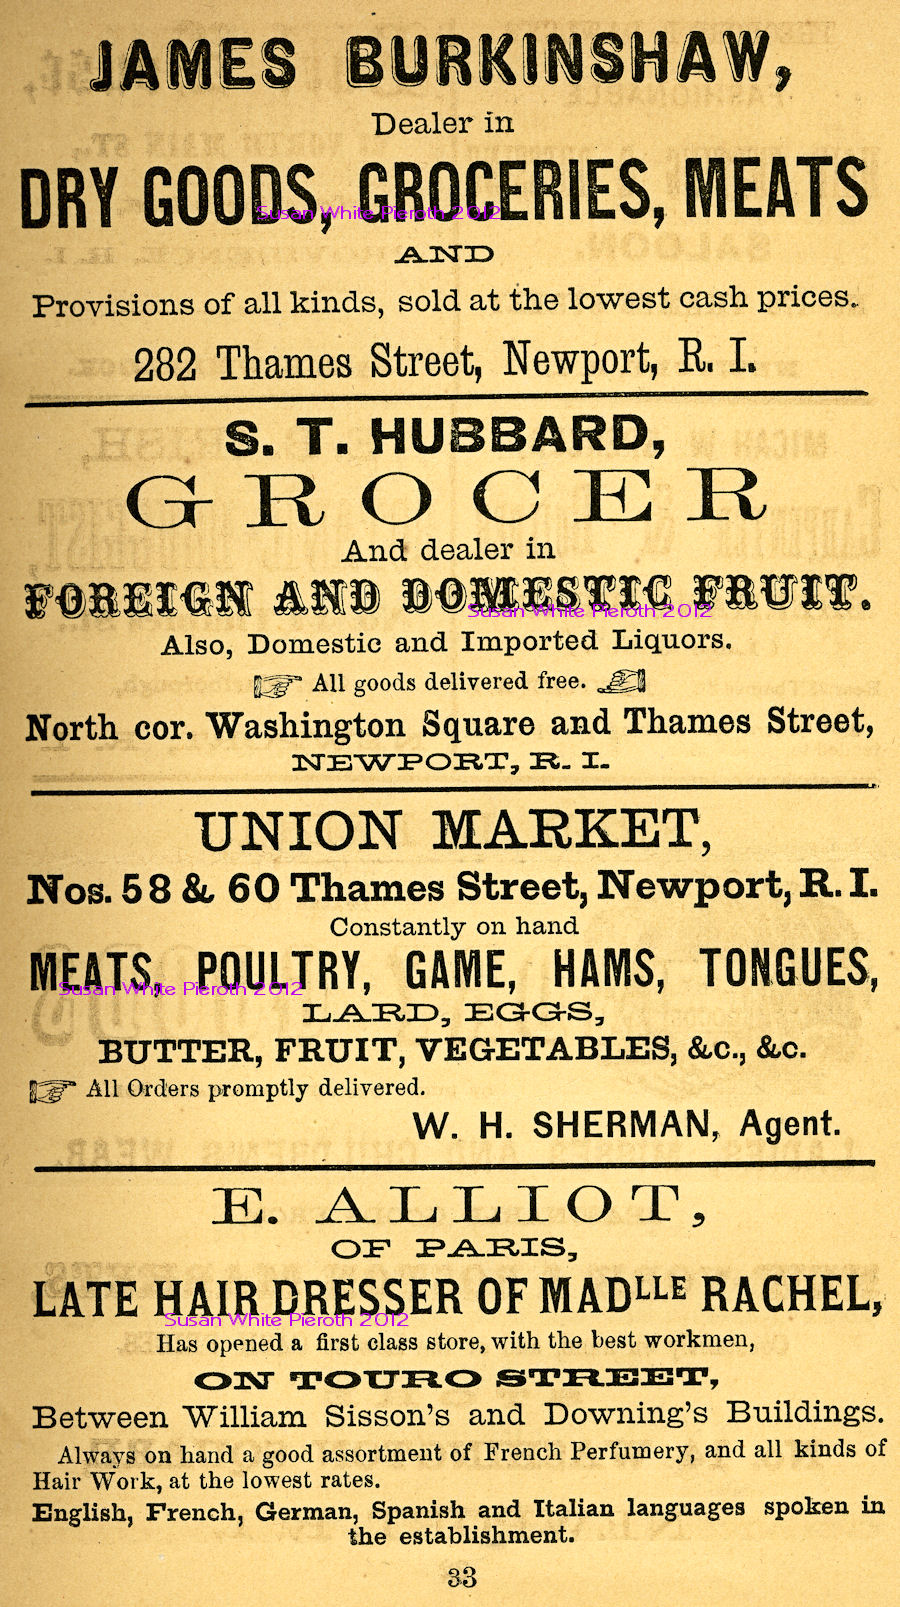 JAMES BURKINSHAW,
Dealer in
DRY GOODS, GROCERIES, MEATS
Susan White Pieroth 2012
AND
Provisions of all kinds, sold at the lowest cash prices.
282 Thames Street, Newport, R. I.
S. T. HUBBARD,
GROCER
And dealer in
FOREIGN AND DOMESTIC FRUIT.
Susan White Pieroth 2012
Also, Domestic and Imported Liquors.
☞ All goods delivered free. ☜
North cor. Washington Square and Thames Street,
NEWPORT, R. I.
UNION MARKET,
Nos. 58 & 60 Thames Street, Newport, R. I.
Constantly on hand
MEATS, POULTRY, GAME, HAMS, TONGUES,
Susan White Pieroth 2012
LARD, EGGS,
BUTTER, FRUIT, VEGETABLES, &c., &c.
☞ All Orders promptly delivered.
W. H. SHERMAN, Agent.
E. ALLIOT,
OF PARIS,
LATE HAIR DRESSER OF MADLLE RACHEL,
Susan White Pieroth 2012
Has opened a first class store, with the best workmen,
ON TOURO STREET,
Between William Sisson's and Downing's Buildings.
Always on hand a good assortment of French Perfumery, and all kinds of
Hair Work, at the lowest rates.
English, French, German, Spanish and Italian languages spoken in
the establishment.
33